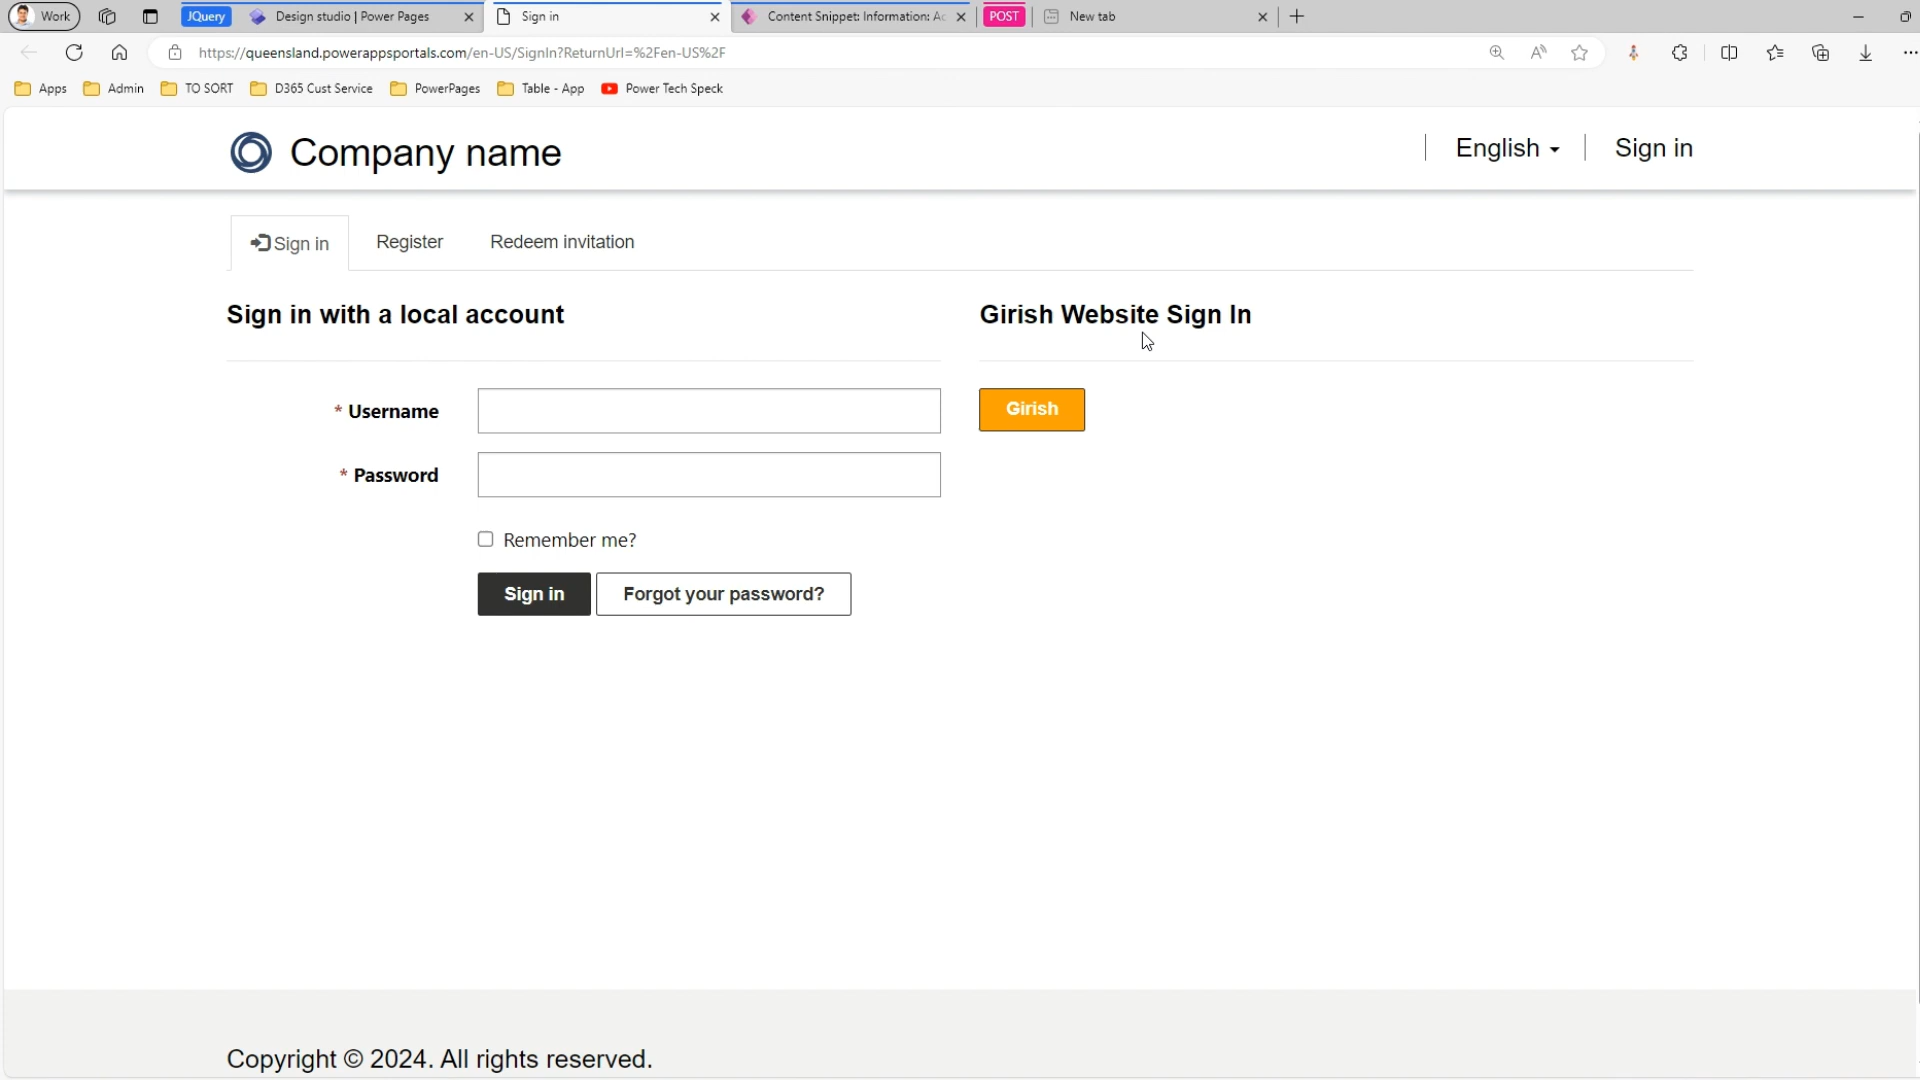 Work
JQuery
Design studio | Power Pages
Sign in
Content Snippet: Information: Ac
POST
New tab
https://queensland.powerappsportals.com/en-US/SignIn?ReturnUrl=%2Fen-US%2F
Apps
Admin
TO SORT
D365 Cust Service
PowerPages
Table - App
Power Tech Speck
Company name
English
Sign in
Sign in
Register
Redeem invitation
Sign in with a local account
Girish Website Sign In
* Username
Girish
* Password
Remember me?
Sign in
Forgot your password?
Copyright © 2024. All rights reserved.